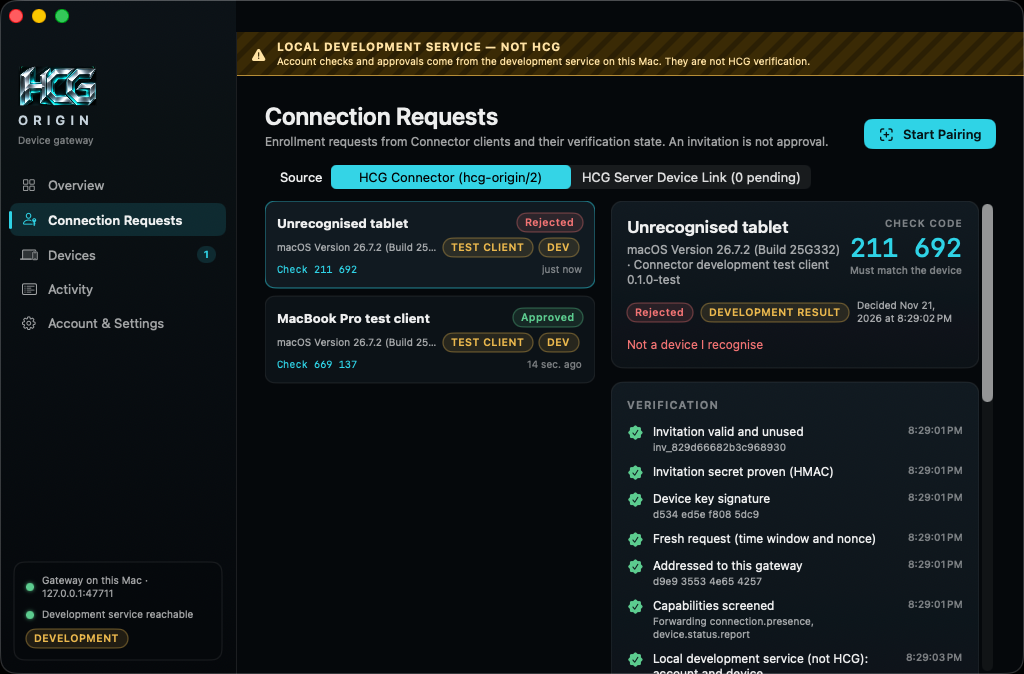 HCG
ORIGIN
Device gateway
Overview
Connection Requests
Devices
1
Activity
Account & Settings
Gateway on this Mac ·
127.0.0.1:47711
Development service reachable
DEVELOPMENT
LOCAL DEVELOPMENT SERVICE — NOT HCG
Account checks and approvals come from the development service on this Mac. They are not HCG verification.
Connection Requests
Enrollment requests from Connector clients and their verification state. An invitation is not approval.
Start Pairing
Source
HCG Connector (hcg-origin/2)
HCG Server Device Link (0 pending)
Unrecognised tablet
Rejected
macOS Version 26.7.2 (Build 25…
TEST CLIENT
DEV
Check 211 692
just now
MacBook Pro test client
Approved
macOS Version 26.7.2 (Build 25…
TEST CLIENT
DEV
Check 669 137
14 sec. ago
Unrecognised tablet
macOS Version 26.7.2 (Build 25G332)
· Connector development test client
0.1.0-test
CHECK CODE
211 692
Must match the device
Rejected
DEVELOPMENT RESULT
Decided Nov 21,
2026 at 8:29:02 PM
Not a device I recognise
VERIFICATION
Invitation valid and unused
8:29:01 PM
inv_829d66682b3c968930
Invitation secret proven (HMAC)
8:29:01 PM
Device key signature
8:29:01 PM
d534 ed5e f808 5dc9
Fresh request (time window and nonce)
8:29:01 PM
Addressed to this gateway
8:29:01 PM
d9e9 3553 4e65 4257
Capabilities screened
8:29:01 PM
Forwarding connection.presence,
device.status.report
Local development service (not HCG):
8:29:03 PM
account and device